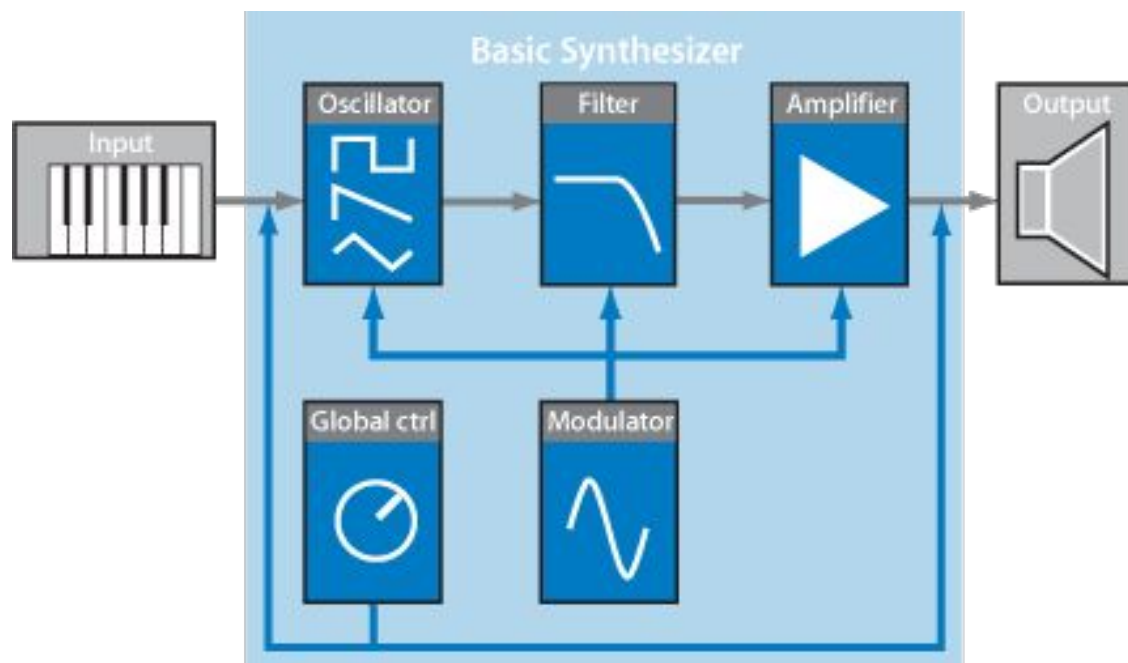 Basic Synthesizer
Input
Oscillator
Filter
Amplifier
Output
Global ctrl
Modulator